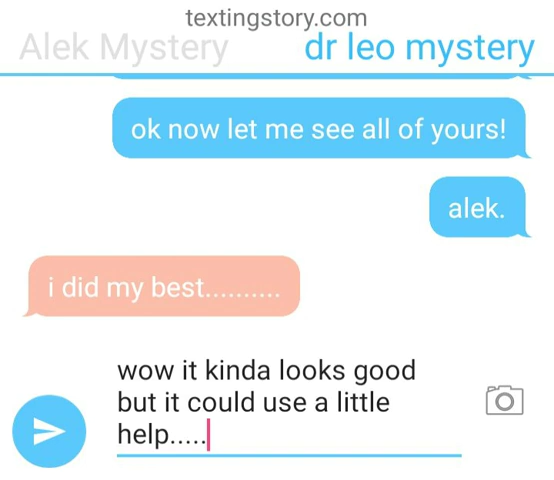 textingstory.com
Alek Mystery dr leo mystery
ok now let me see all of yours!
alek.
i did my best..........
wow it kinda looks good
but it could use a little
help.....